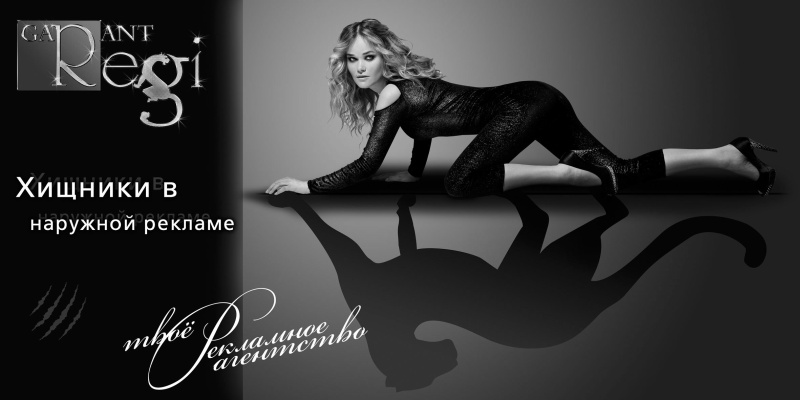 GARANT
Regi
Хищники в
наружной рекламе
твоё Рекламное
агентство